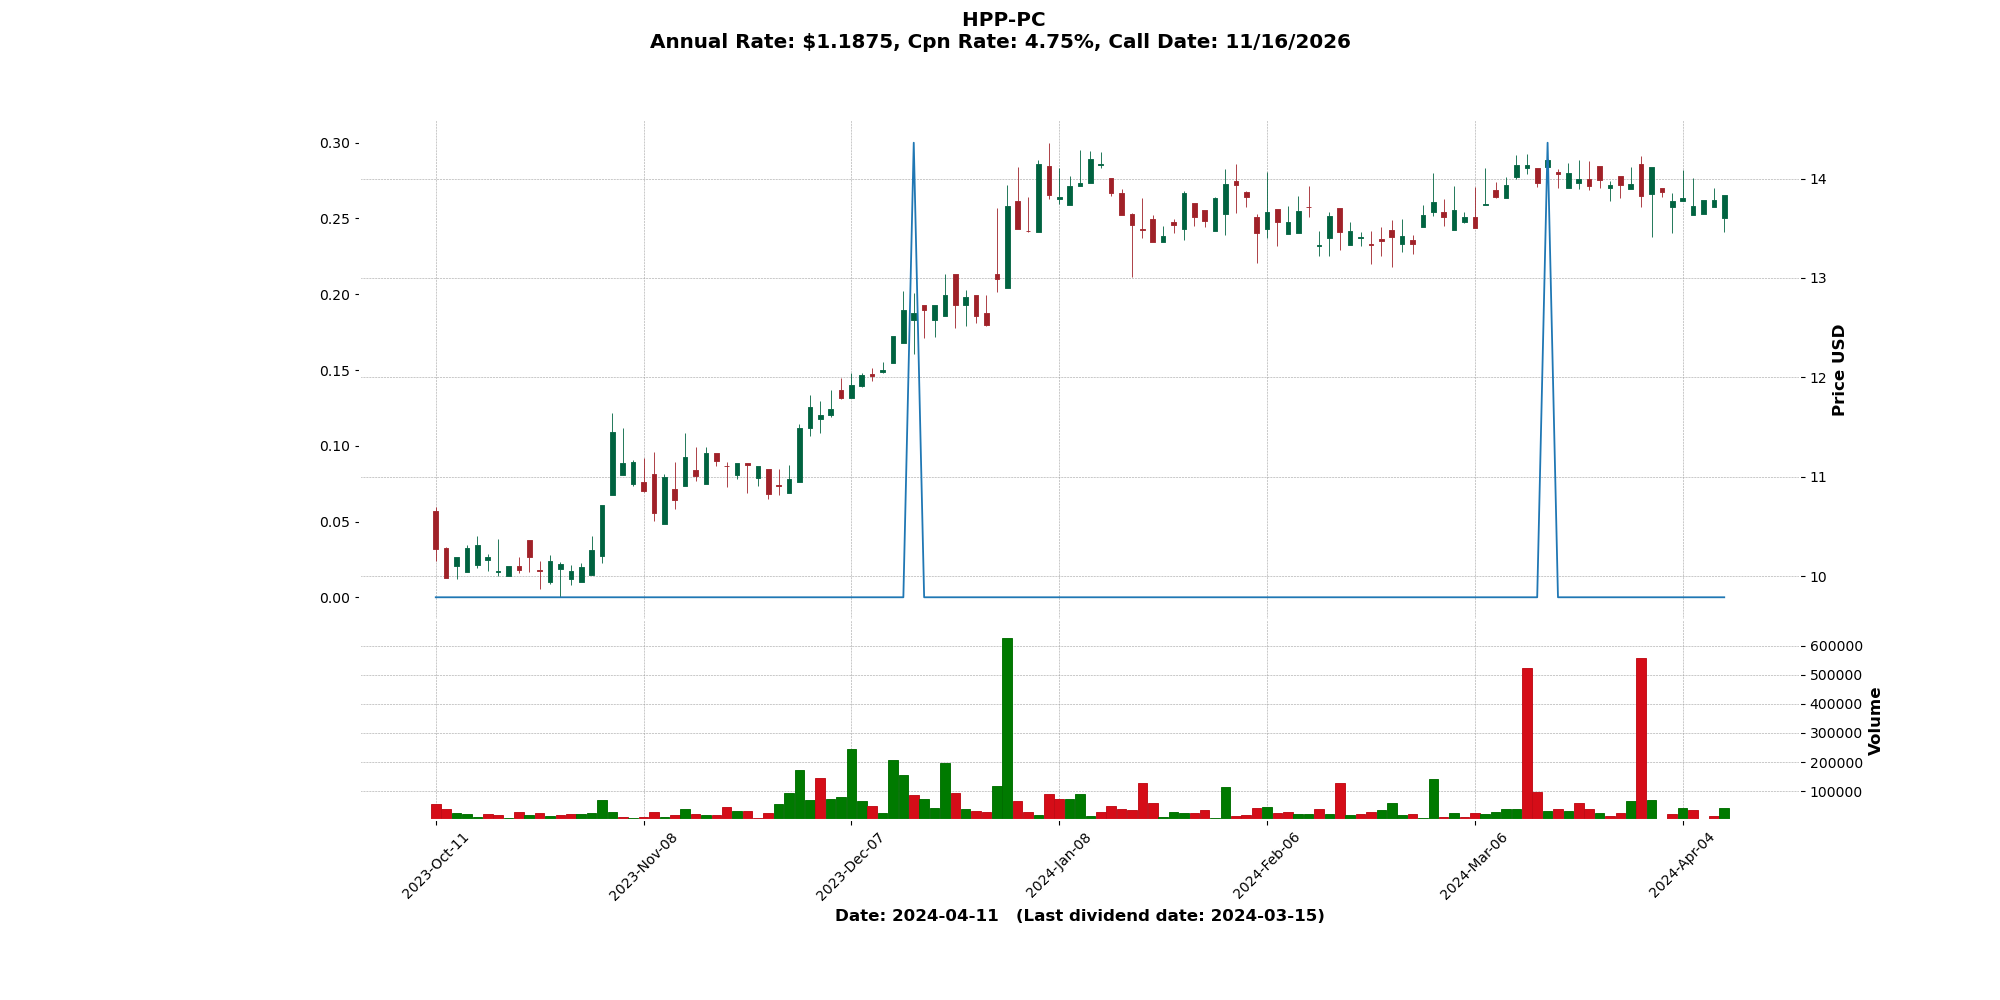 HPP-PC
Annual Rate: $1.1875, Cpn Rate: 4.75%, Call Date: 11/16/2026
0.30
0.25
0.20
0.15
0.10
0.05
0.00
14
13
12
11
10
Price USD
600000
500000
400000
300000
200000
100000
Volume
2023-Oct-11
2023-Nov-08
2023-Dec-07
2024-Jan-08
2024-Feb-06
2024-Mar-06
2024-Apr-04
Date: 2024-04-11 (Last dividend date: 2024-03-15)